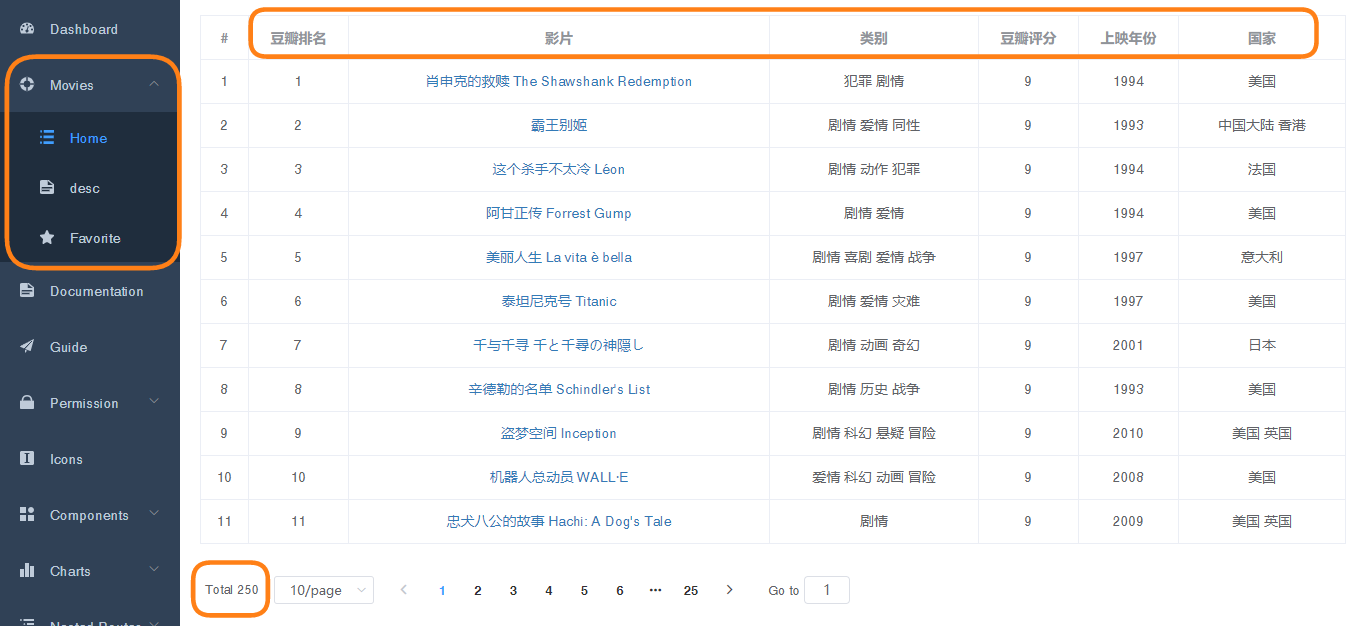 Dashboard
Movies
Home
desc
Favorite
Documentation
Guide
Permission
Icons
Components
Charts
# 豆瓣排名 影片 类别 豆瓣评分 上映年份 国家
1 1 肖申克的救赎 The Shawshank Redemption 犯罪 剧情 9 1994 美国
2 2 霸王别姬 剧情 爱情 同性 9 1993 中国大陆 香港
3 3 这个杀手不太冷 Léon 剧情 动作 犯罪 9 1994 法国
4 4 阿甘正传 Forrest Gump 剧情 爱情 9 1994 美国
5 5 美丽人生 La vita è bella 剧情 喜剧 爱情 战争 9 1997 意大利
6 6 泰坦尼克号 Titanic 剧情 爱情 灾难 9 1997 美国
7 7 千与千寻 千と千尋の神隠し 剧情 动画 奇幻 9 2001 日本
8 8 辛德勒的名单 Schindler's List 剧情 历史 战争 9 1993 美国
9 9 盗梦空间 Inception 剧情 科幻 悬疑 冒险 9 2010 美国 英国
10 10 机器人总动员 WALL·E 爱情 科幻 动画 冒险 9 2008 美国
11 11 忠犬八公的故事 Hachi: A Dog's Tale 剧情 9 2009 美国 英国
Total 250 10/page 1 2 3 4 5 6 ··· 25 Go to 1